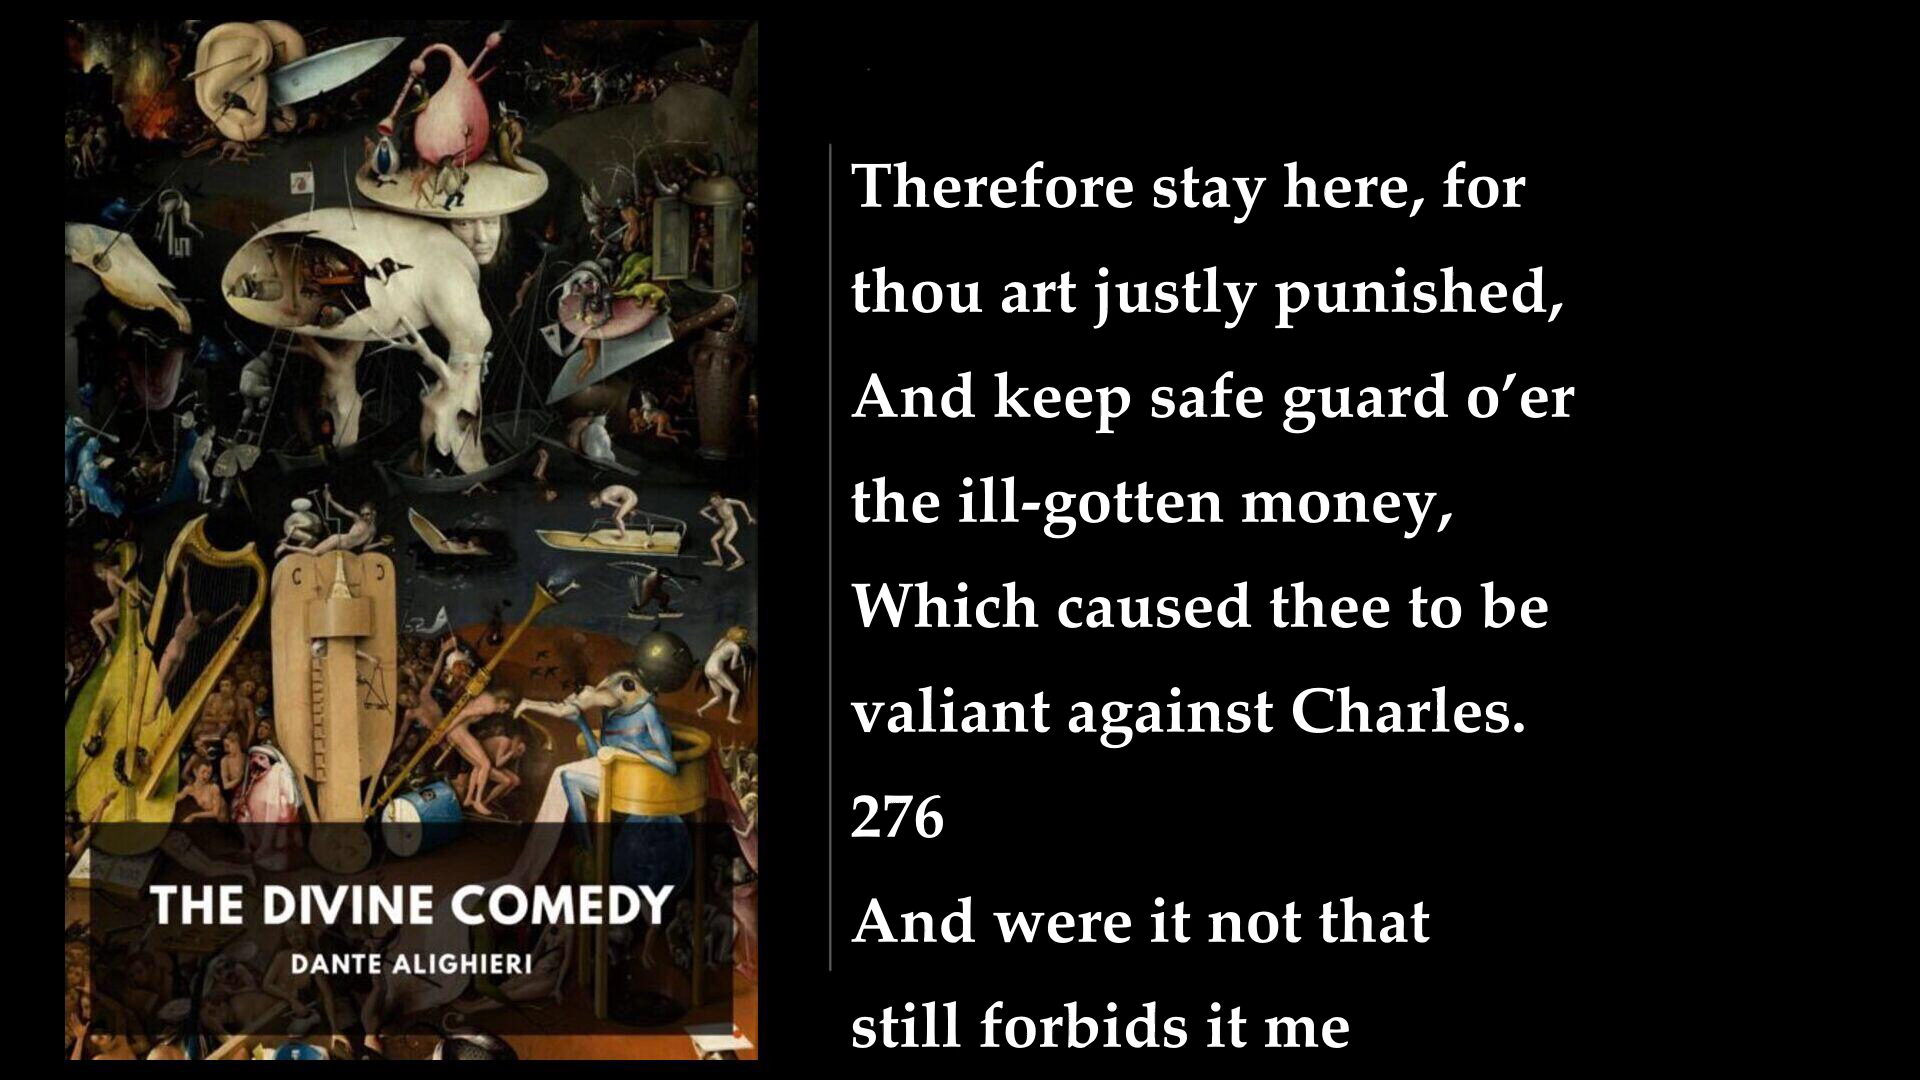 THE DIVINE COMEDY
DANTE ALIGHIERI
Therefore stay here, for
thou art justly punished,
And keep safe guard o’er
the ill-gotten money,
Which caused thee to be
valiant against Charles.
276
And were it not that
still forbids it me